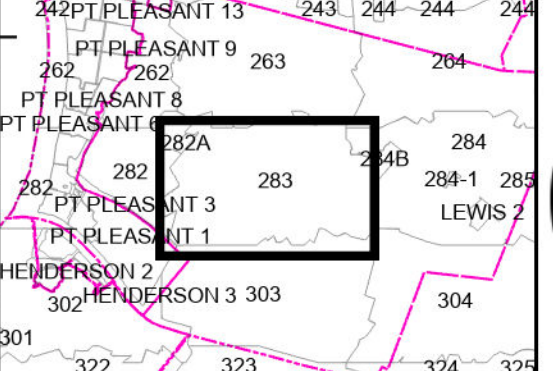 242 PT PLEASANT 13 243 244 244 244
PT PLEASANT 9
262 262 263 264
PT PLEASANT 8
PT PLEASANT 6
282A 284
284B
282 283 284-1 285
282
PT PLEASANT 3 LEWIS 2
PT PLEASANT 1
HENDERSON 2
302 HENDERSON 3 303 304
301
322 323 324 325